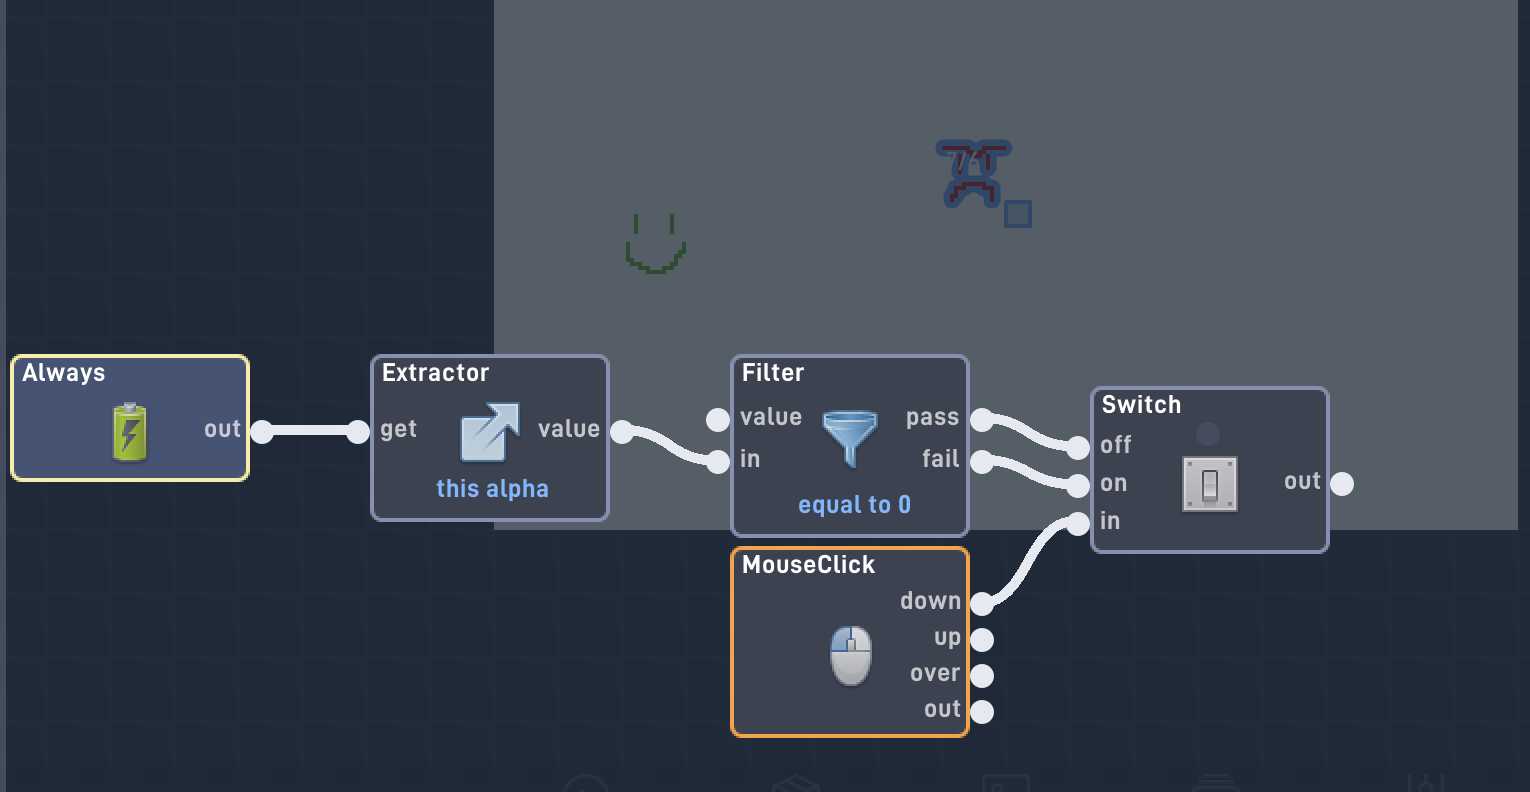 Always
out
Extractor
get
value
this alpha
Filter
value
pass
in
fail
equal to 0
Switch
off
on
out
in
MouseClick
down
up
over
out